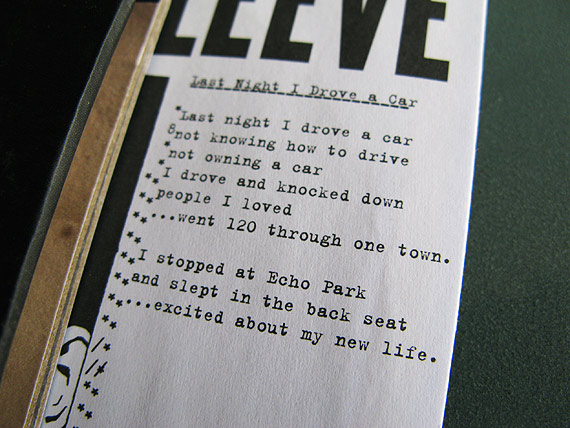 LEEVE
Last Night I Drove a Car
Last night I drove a car
not knowing how to drive
not owning a car
I drove and knocked down
people I loved
...went 120 through one town.
I stopped at Echo Park
and slept in the back seat
...excited about my new life.